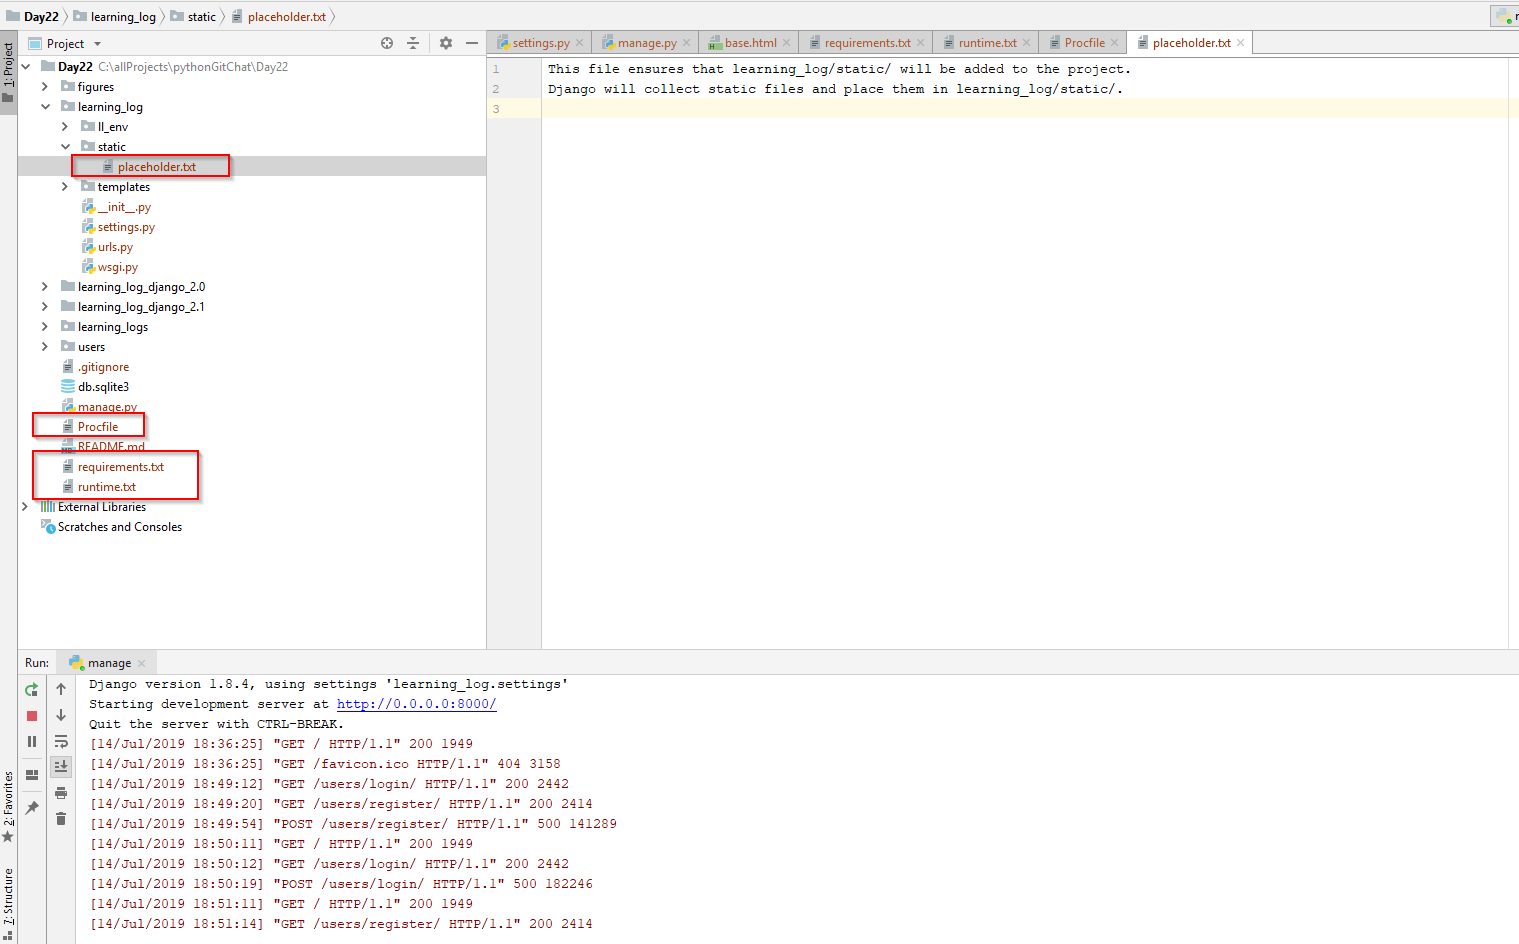 Day22 learning_log static placeholder.txt
Project
settings.py manage.py base.html requirements.txt runtime.txt Procfile placeholder.txt
1: Project
Day22 C:\allProjects\pythonGitChat\Day22
figures
learning_log
ll_env
static
placeholder.txt
templates
__init__.py
settings.py
urls.py
wsgi.py
learning_log_django_2.0
learning_log_django_2.1
learning_logs
users
.gitignore
db.sqlite3
manage.py
Procfile
README.md
requirements.txt
runtime.txt
External Libraries
Scratches and Consoles
1 This file ensures that learning_log/static/ will be added to the project.
2 Django will collect static files and place them in learning_log/static/.
3
Run: manage
Django version 1.8.4, using settings 'learning_log.settings'
Starting development server at http://0.0.0.0:8000/
Quit the server with CTRL-BREAK.
[14/Jul/2019 18:36:25] "GET / HTTP/1.1" 200 1949
[14/Jul/2019 18:36:25] "GET /favicon.ico HTTP/1.1" 404 3158
[14/Jul/2019 18:49:12] "GET /users/login/ HTTP/1.1" 200 2442
[14/Jul/2019 18:49:20] "GET /users/register/ HTTP/1.1" 200 2414
[14/Jul/2019 18:49:54] "POST /users/register/ HTTP/1.1" 500 141289
[14/Jul/2019 18:50:11] "GET / HTTP/1.1" 200 1949
[14/Jul/2019 18:50:12] "GET /users/login/ HTTP/1.1" 200 2442
[14/Jul/2019 18:50:19] "POST /users/login/ HTTP/1.1" 500 182246
[14/Jul/2019 18:51:11] "GET / HTTP/1.1" 200 1949
[14/Jul/2019 18:51:14] "GET /users/register/ HTTP/1.1" 200 2414
2: Favorites
7: Structure